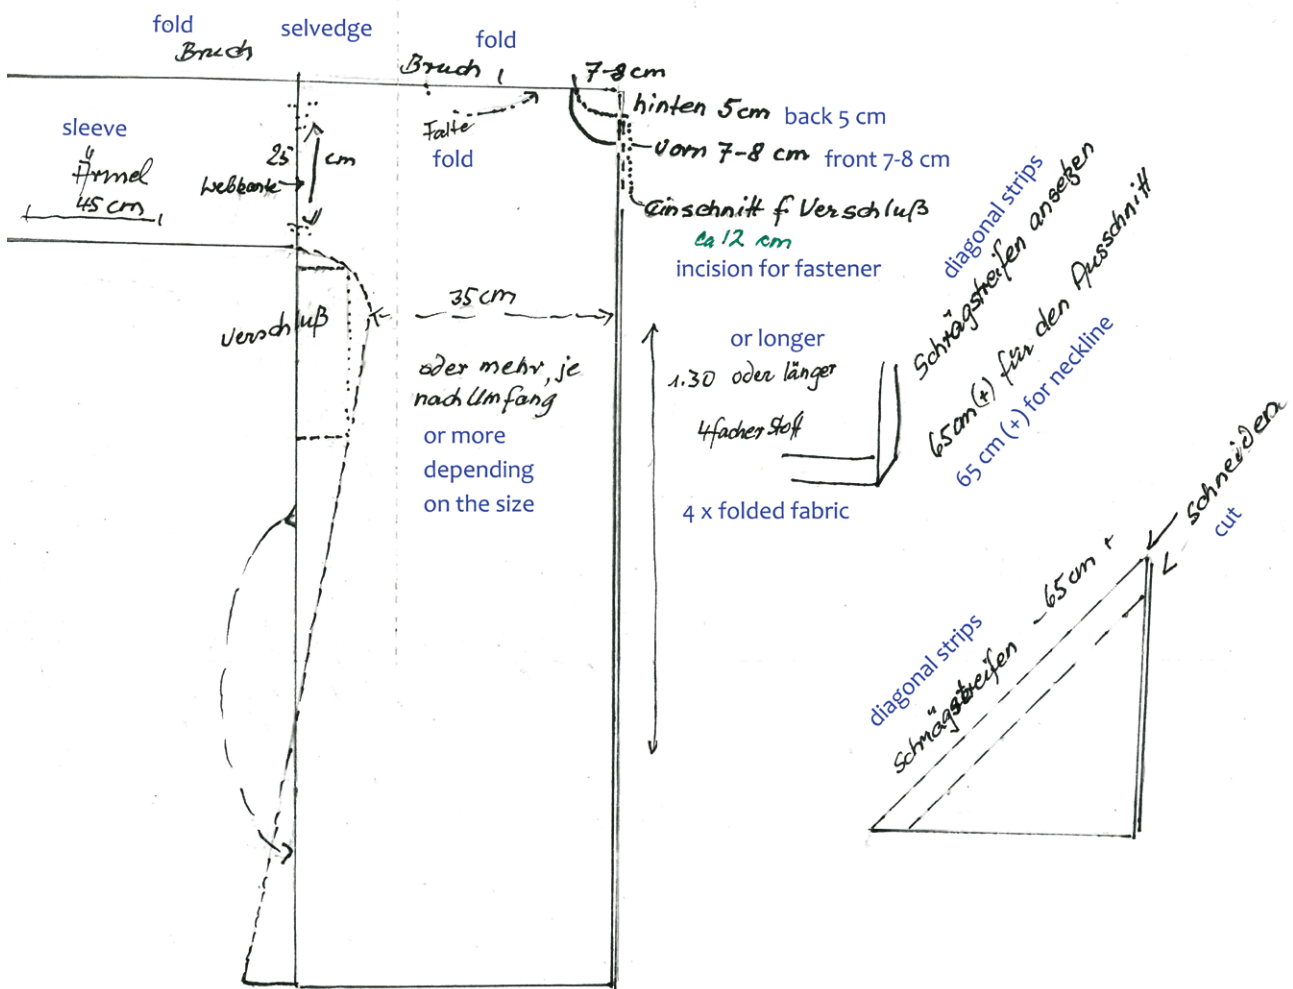 fold
Bruch
selvedge
fold
Bruch
7-8 cm
hinten 5 cm
back 5 cm
Falte
fold
vorn 7-8 cm
front 7-8 cm
sleeve
Ärmel
45 cm
25 cm
Webkante
Einschnitt f Verschluß
ca 12 cm
incision for fastener
Verschluß
35 cm
oder mehr, je
nach Umfang
or more
depending
on the size
or longer
1.30 oder länger
4facher Stoff
4 x folded fabric
diagonal strips
Schrägstreifen ansetzen
65 cm (+) für den Ausschnitt
65 cm (+) for neckline
schneiden
cut
65 cm +
diagonal strips
Schrägstreifen